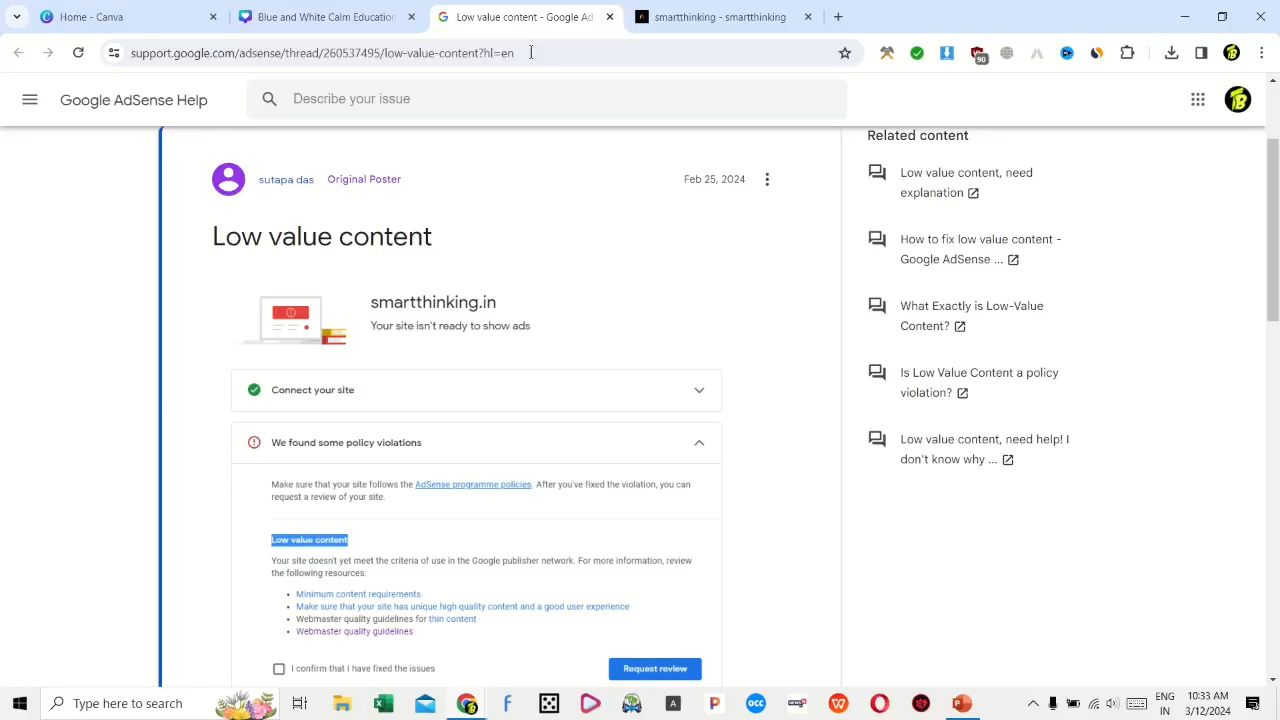 Home - Canva
Best Niche Ideas with Edutation
Low value content - Google Ad
smartthinking - smartthinking
support.google.com/adsense/thread/260537495/low-value-content?hl=en
90
Google AdSense Help
Describe your issue
sutapa das Original Poster
Feb 25, 2024
Low value content
smartthinking.in
Your site isn't ready to show ads
Connect your site
We found some policy violations
Make sure that your site follows the AdSense programme policies. After you've fixed the violation, you can
request a review of your site.
Low value content
Your site doesn't yet meet the criteria of use in the Google publisher network. For more information, review
the following resources:
Minimum content requirements
Make sure that your site has unique high quality content and a good user experience
Webmaster quality guidelines for thin content
Webmaster quality guidelines
I confirm that I have fixed the issues
Request review
Related content
Low value content, need
explanation
How to fix low value content -
Google AdSense ...
What Exactly is Low-Value
Content?
Is Low Value Content a policy
violation?
Low value content, need help! I
don't know why ...
Type here to search
ENG
IN
10:33 AM
3/12/2024